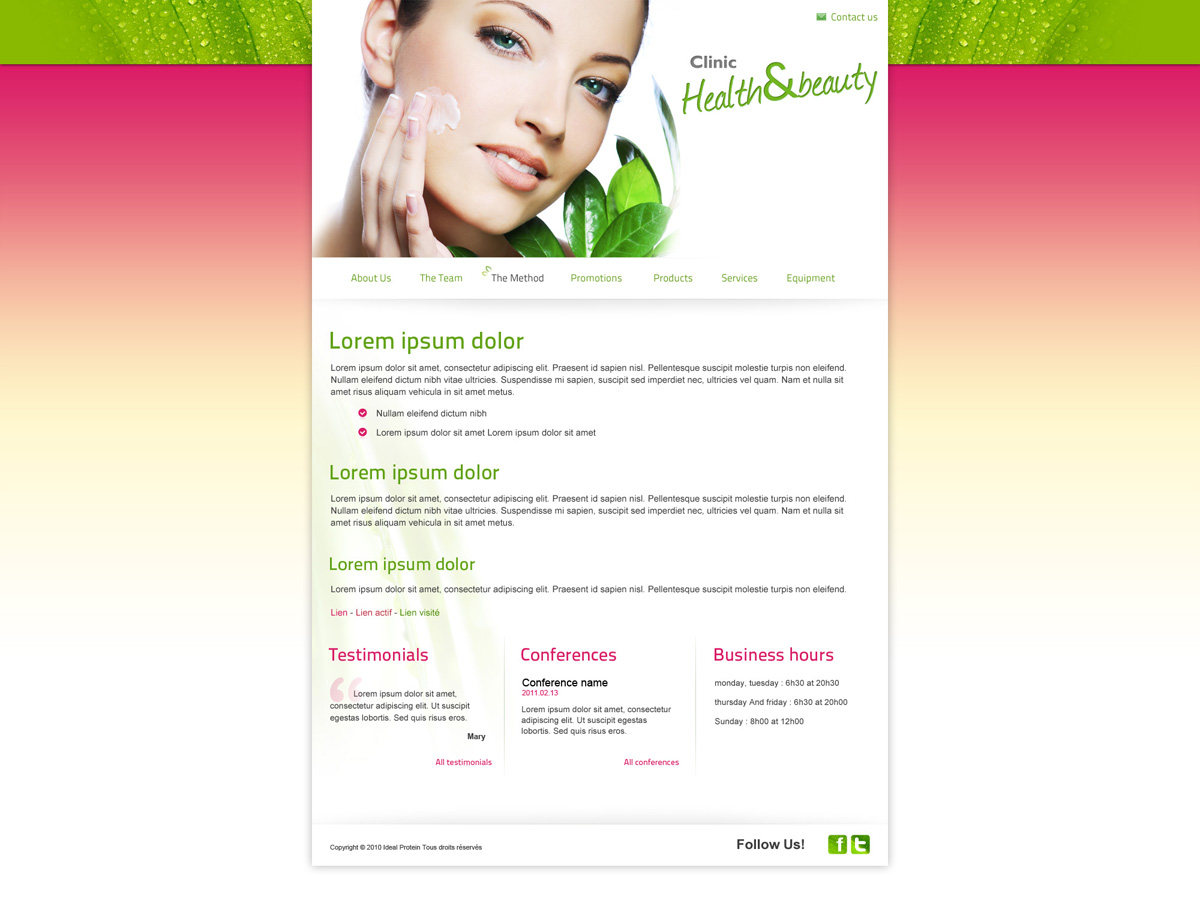 Contact us
Clinic
Health & beauty
About Us The Team The Method Promotions Products Services Equipment
Lorem ipsum dolor
Lorem ipsum dolor sit amet, consectetur adipiscing elit. Praesent id sapien nisl. Pellentesque suscipit molestie turpis non eleifend.
Nullam eleifend dictum nibh vitae ultricies. Suspendisse mi sapien, suscipit sed imperdiet nec, ultricies vel quam. Nam et nulla sit
amet risus aliquam vehicula in sit amet metus.
Nullam eleifend dictum nibh
Lorem ipsum dolor sit amet Lorem ipsum dolor sit amet
Lorem ipsum dolor
Lorem ipsum dolor sit amet, consectetur adipiscing elit. Praesent id sapien nisl. Pellentesque suscipit molestie turpis non eleifend.
Nullam eleifend dictum nibh vitae ultricies. Suspendisse mi sapien, suscipit sed imperdiet nec, ultricies vel quam. Nam et nulla sit
amet risus aliquam vehicula in sit amet metus.
Lorem ipsum dolor
Lorem ipsum dolor sit amet, consectetur adipiscing elit. Praesent id sapien nisl. Pellentesque suscipit molestie turpis non eleifend.
Lien - Lien actif - Lien visité
Testimonials
“ Lorem ipsum dolor sit amet,
consectetur adipiscing elit. Ut suscipit
egestas lobortis. Sed quis risus eros.
Mary
All testimonials
Conferences
Conference name
2011.02.13
Lorem ipsum dolor sit amet, consectetur
adipiscing elit. Ut suscipit egestas
lobortis. Sed quis risus eros.
All conferences
Business hours
monday, tuesday : 6h30 at 20h30
thursday And friday : 6h30 at 20h00
Sunday : 8h00 at 12h00
Copyright © 2010 Ideal Protein Tous droits réservés
Follow Us!
f t